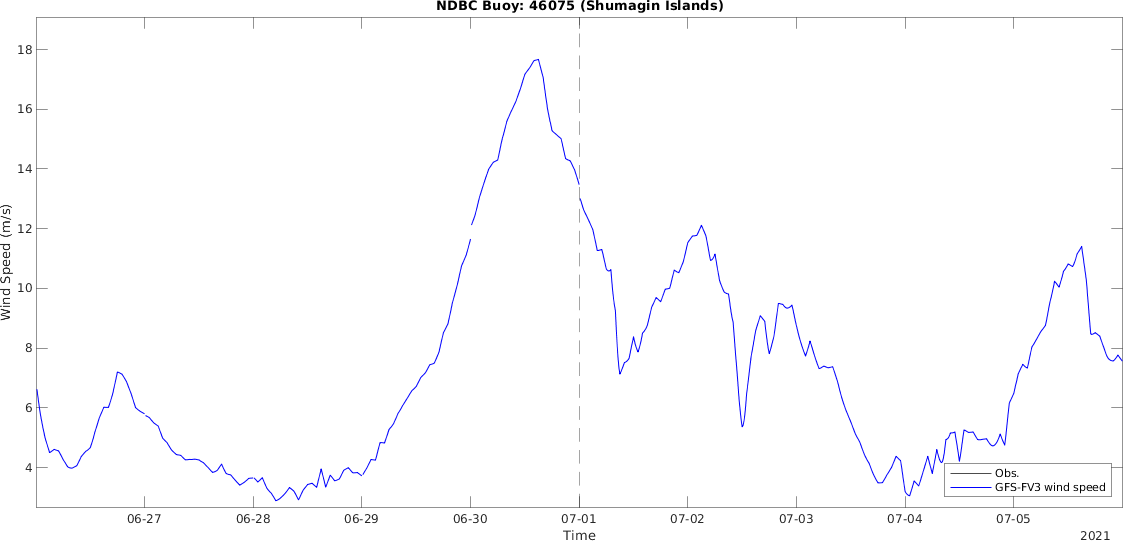 NDBC Buoy: 46075 (Shumagin Islands)
18
16
14
12
10
8
6
4
Wind Speed (m/s)
Obs.
GFS-FV3 wind speed
06-27 06-28 06-29 06-30 07-01 07-02 07-03 07-04 07-05
Time
2021